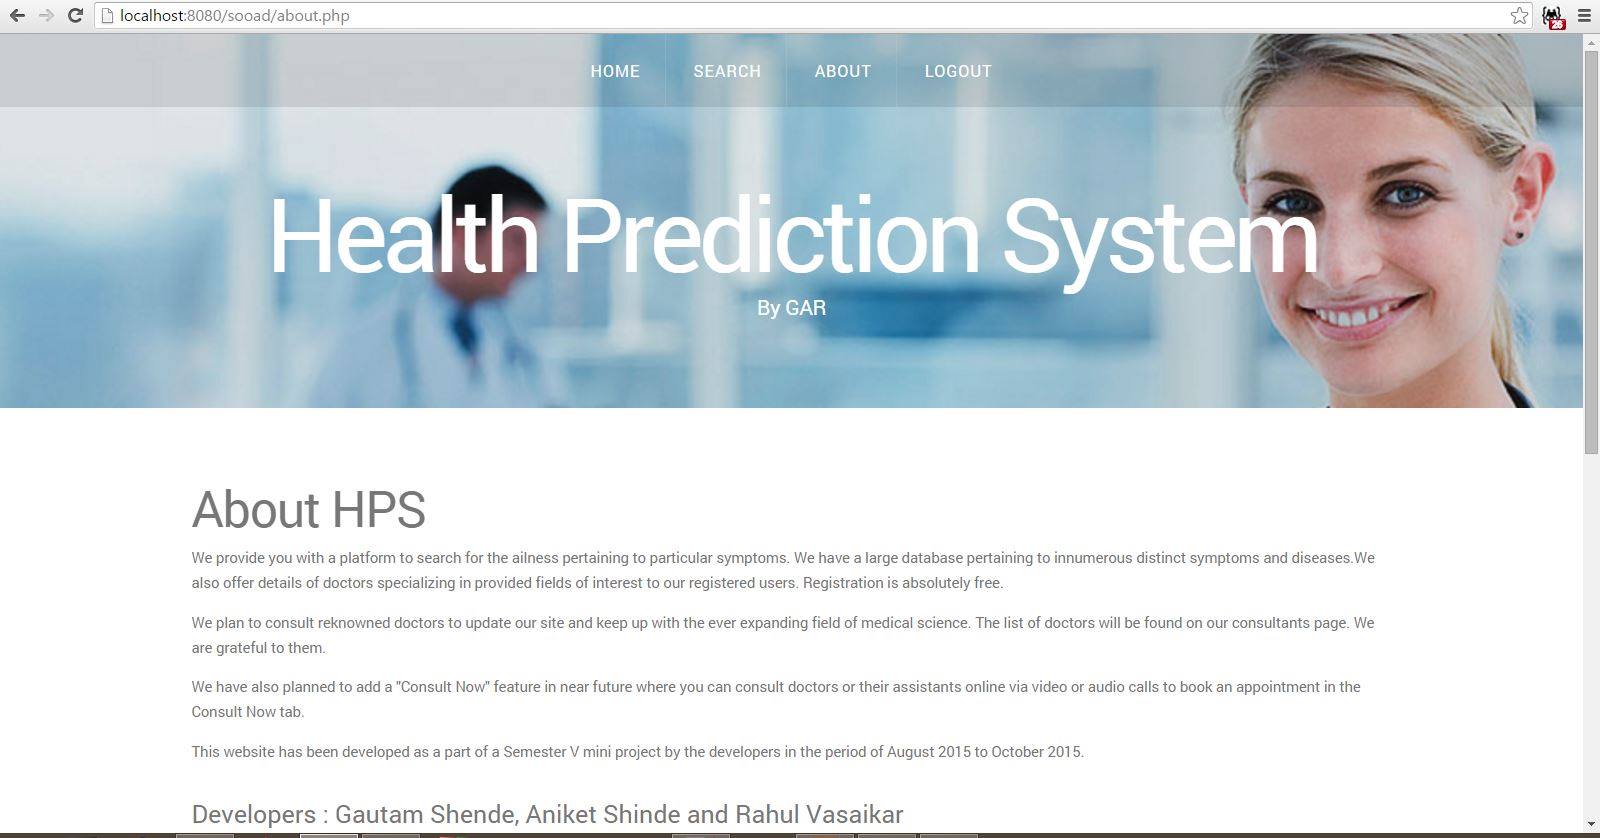 localhost:8080/sooad/about.php
26
HOME SEARCH ABOUT LOGOUT
Health Prediction System
By GAR
About HPS
We provide you with a platform to search for the ailness pertaining to particular symptoms. We have a large database pertaining to innumerous distinct symptoms and diseases.We
also offer details of doctors specializing in provided fields of interest to our registered users. Registration is absolutely free.
We plan to consult reknowned doctors to update our site and keep up with the ever expanding field of medical science. The list of doctors will be found on our consultants page. We
are grateful to them.
We have also planned to add a "Consult Now" feature in near future where you can consult doctors or their assistants online via video or audio calls to book an appointment in the
Consult Now tab.
This website has been developed as a part of a Semester V mini project by the developers in the period of August 2015 to October 2015.
Developers : Gautam Shende, Aniket Shinde and Rahul Vasaikar